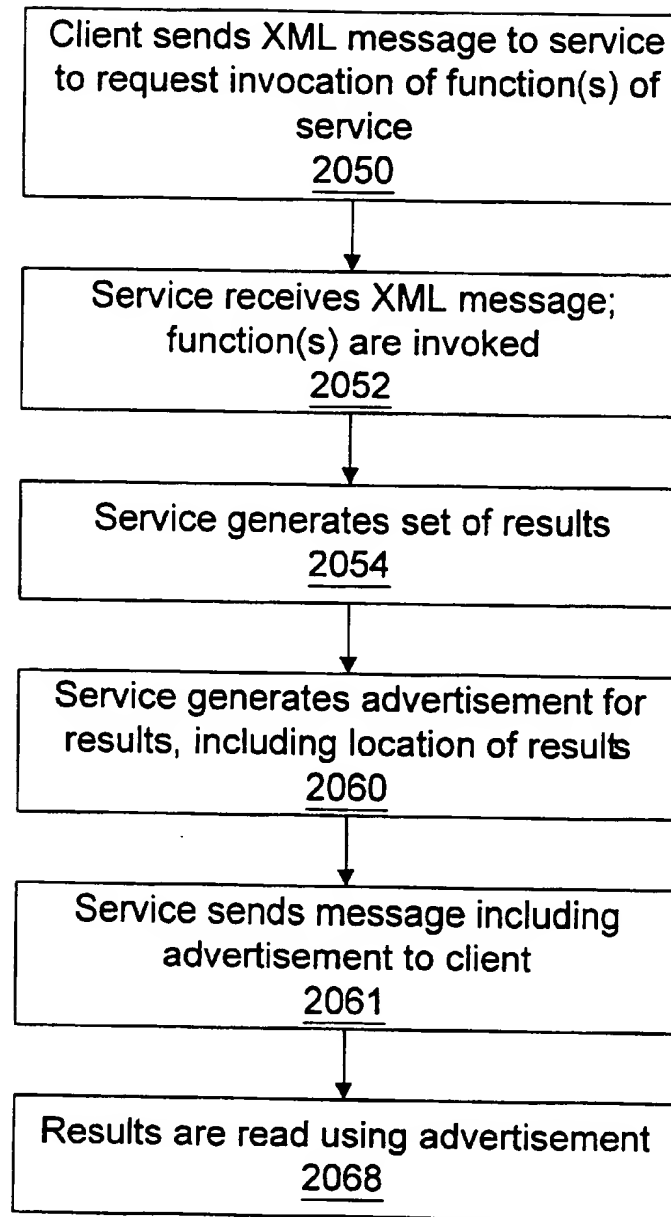 Client sends XML message to service
to request invocation of function(s) of
service
2050
Service receives XML message;
function(s) are invoked
2052
Service generates set of results
2054
Service generates advertisement for
results, including location of results
2060
Service sends message including
advertisement to client
2061
Results are read using advertisement
2068